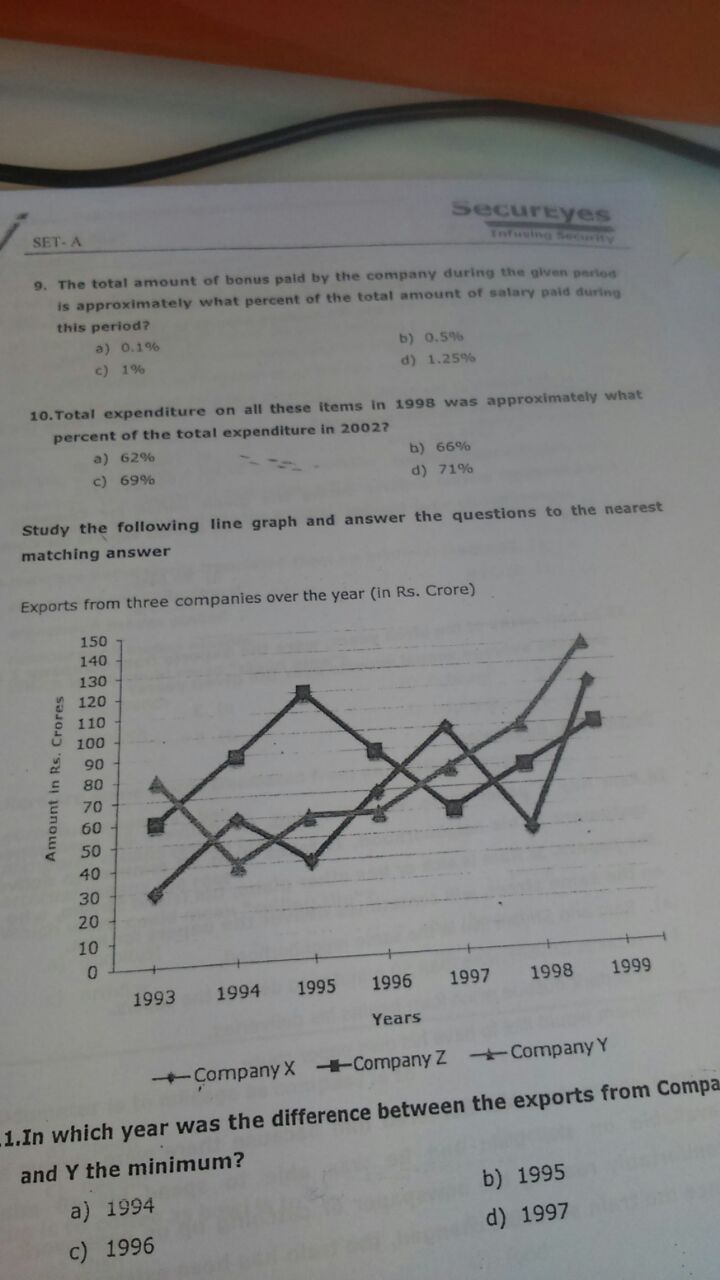 SET- A
SecurEyes
Infusing Security
9. The total amount of bonus paid by the company during the given period
is approximately what percent of the total amount of salary paid during
this period?
a) 0.1%
b) 0.5%
c) 1%
d) 1.25%
10.Total expenditure on all these items in 1998 was approximately what
percent of the total expenditure in 2002?
a) 62%
b) 66%
c) 69%
d) 71%
Study the following line graph and answer the questions to the nearest
matching answer
Exports from three companies over the year (in Rs. Crore)
Amount in Rs. Crores
150
140
130
120
110
100
90
80
70
60
50
40
30
20
10
0
1993 1994 1995 1996 1997 1998 1999
Years
Company X Company Z Company Y
1.In which year was the difference between the exports from Compa
and Y the minimum?
a) 1994
b) 1995
c) 1996
d) 1997